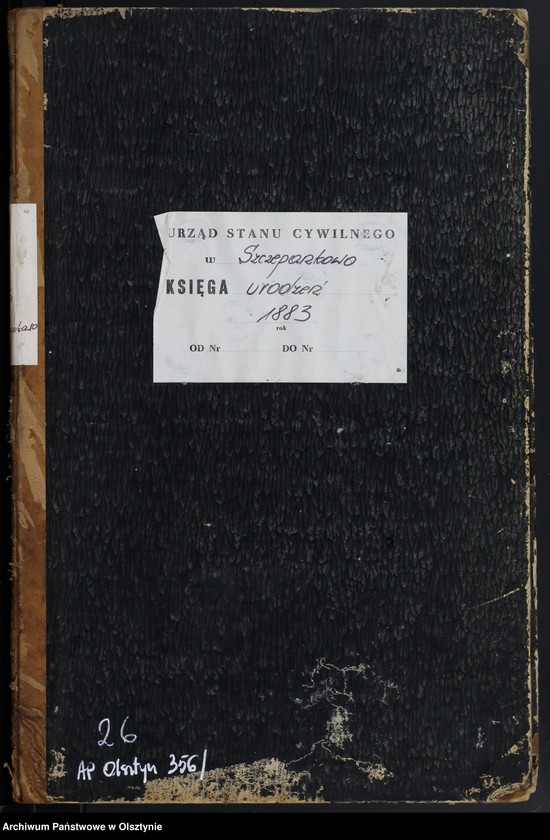 URZĄD STANU CYWILNEGO
w Szczepankowo
KSIĘGA urodzeń
1883
rok
OD Nr DO Nr
26
AP Olsztyn 356/
Archiwum Państwowe w Olsztynie